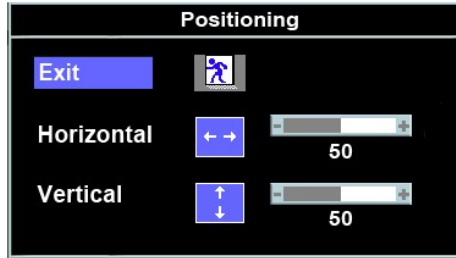 Positioning
Exit
Horizontal
- +
50
Vertical
- +
50